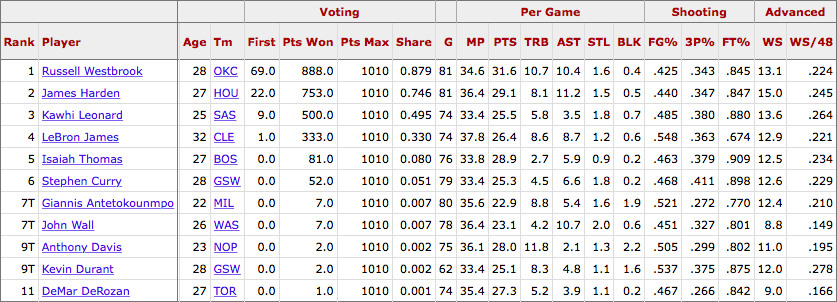 Voting Per Game Shooting Advanced
Rank Player Age Tm First Pts Won Pts Max Share G MP PTS TRB AST STL BLK FG% 3P% FT% WS WS/48
1 Russell Westbrook 28 OKC 69.0 888.0 1010 0.879 81 34.6 31.6 10.7 10.4 1.6 0.4 .425 .343 .845 13.1 .224
2 James Harden 27 HOU 22.0 753.0 1010 0.746 81 36.4 29.1 8.1 11.2 1.5 0.5 .440 .347 .847 15.0 .245
3 Kawhi Leonard 25 SAS 9.0 500.0 1010 0.495 74 33.4 25.5 5.8 3.5 1.8 0.7 .485 .380 .880 13.6 .264
4 LeBron James 32 CLE 1.0 333.0 1010 0.330 74 37.8 26.4 8.6 8.7 1.2 0.6 .548 .363 .674 12.9 .221
5 Isaiah Thomas 27 BOS 0.0 81.0 1010 0.080 76 33.8 28.9 2.7 5.9 0.9 0.2 .463 .379 .909 12.5 .234
6 Stephen Curry 28 GSW 0.0 52.0 1010 0.051 79 33.4 25.3 4.5 6.6 1.8 0.2 .468 .411 .898 12.6 .229
7T Giannis Antetokounmpo 22 MIL 0.0 7.0 1010 0.007 80 35.6 22.9 8.8 5.4 1.6 1.9 .521 .272 .770 12.4 .210
7T John Wall 26 WAS 0.0 7.0 1010 0.007 78 36.4 23.1 4.2 10.7 2.0 0.6 .451 .327 .801 8.8 .149
9T Anthony Davis 23 NOP 0.0 2.0 1010 0.002 75 36.1 28.0 11.8 2.1 1.3 2.2 .505 .299 .802 11.0 .195
9T Kevin Durant 28 GSW 0.0 2.0 1010 0.002 62 33.4 25.1 8.3 4.8 1.1 1.6 .537 .375 .875 12.0 .278
11 DeMar DeRozan 27 TOR 0.0 1.0 1010 0.001 74 35.4 27.3 5.2 3.9 1.1 0.2 .467 .266 .842 9.0 .166